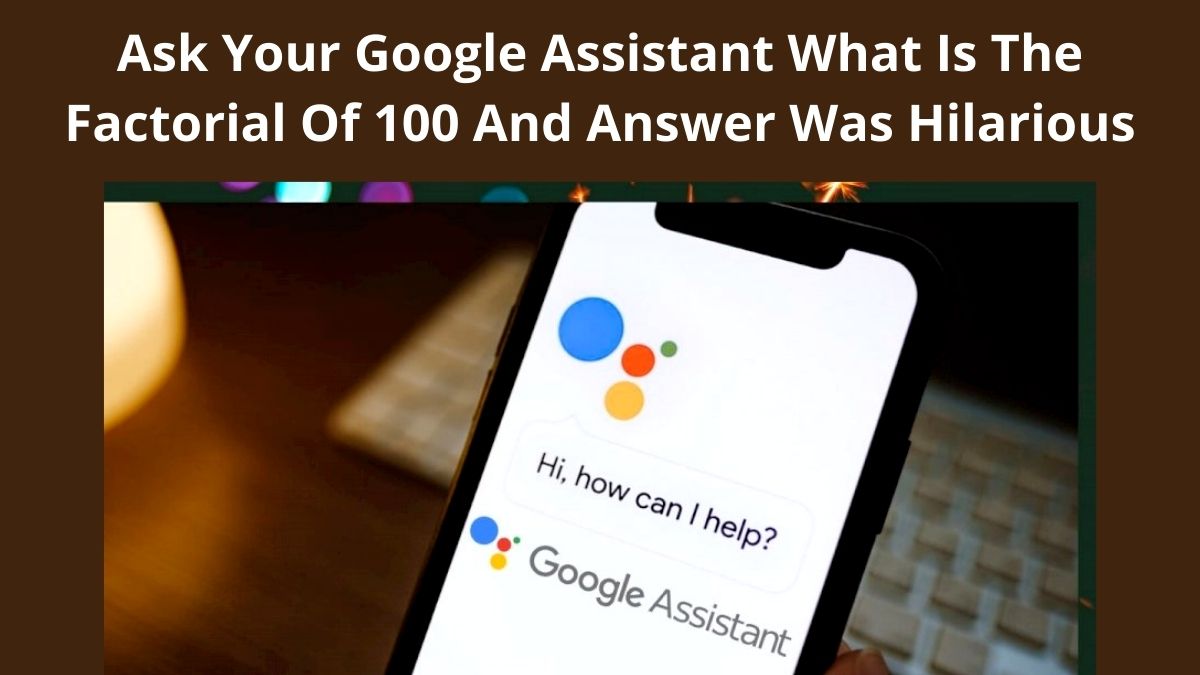 Ask Your Google Assistant What Is The
Factorial Of 100 And Answer Was Hilarious
Hi, how can I help?
Google Assistant